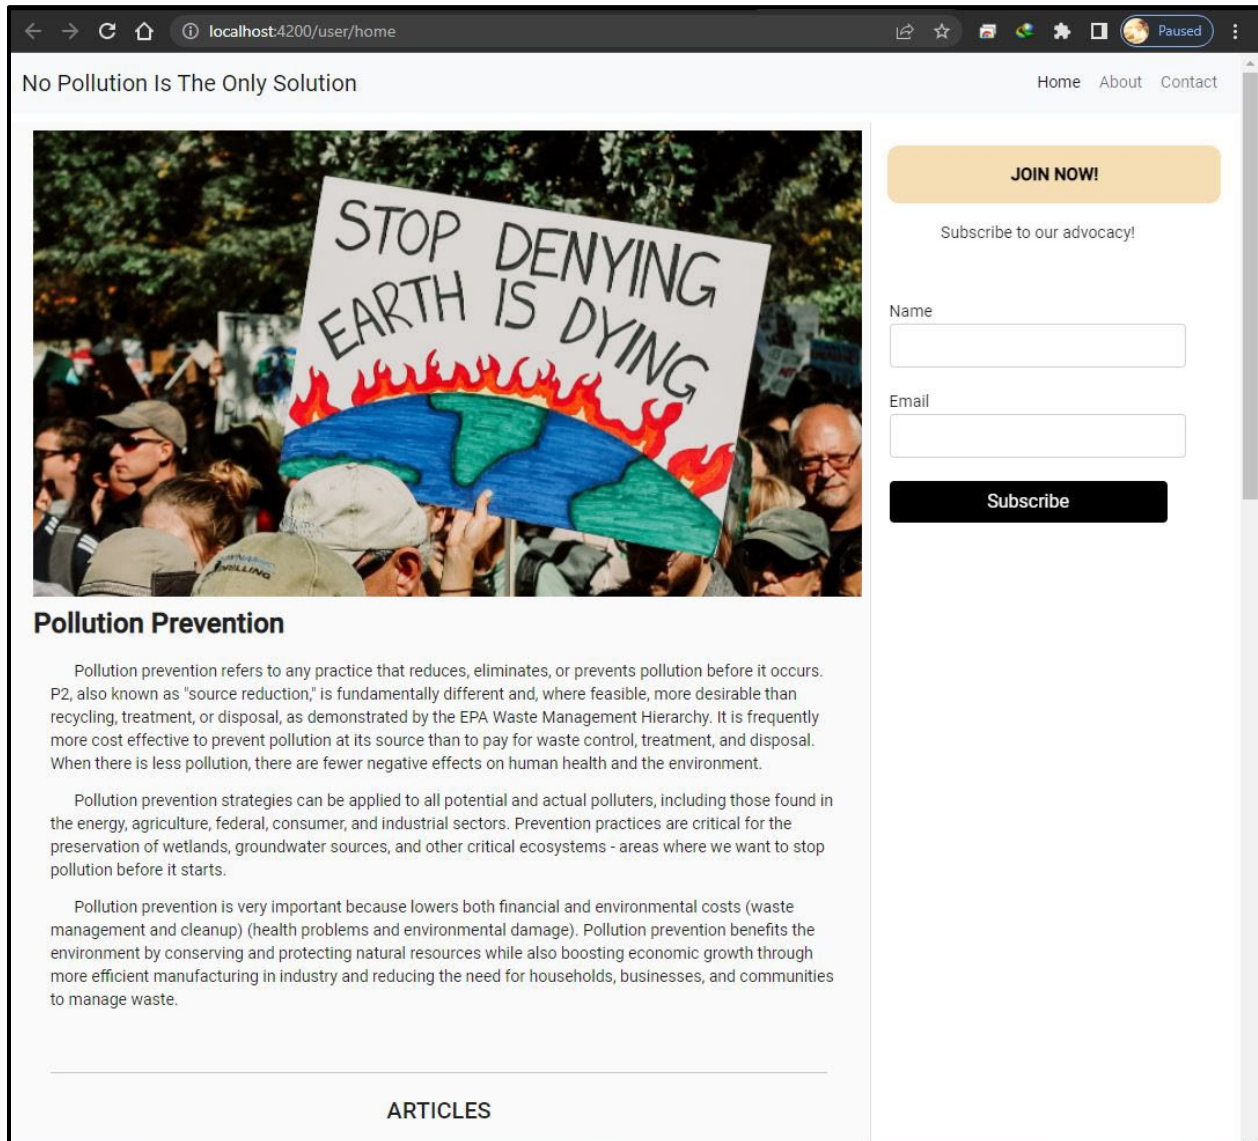 localhost:4200/user/home
Paused
No Pollution Is The Only Solution
Home About Contact
STOP DENYING
EARTH IS DYING
JOIN NOW!
Subscribe to our advocacy!
Name
Email
Subscribe
Pollution Prevention
Pollution prevention refers to any practice that reduces, eliminates, or prevents pollution before it occurs.
P2, also known as "source reduction," is fundamentally different and, where feasible, more desirable than
recycling, treatment, or disposal, as demonstrated by the EPA Waste Management Hierarchy. It is frequently
more cost effective to prevent pollution at its source than to pay for waste control, treatment, and disposal.
When there is less pollution, there are fewer negative effects on human health and the environment.
Pollution prevention strategies can be applied to all potential and actual polluters, including those found in
the energy, agriculture, federal, consumer, and industrial sectors. Prevention practices are critical for the
preservation of wetlands, groundwater sources, and other critical ecosystems - areas where we want to stop
pollution before it starts.
Pollution prevention is very important because lowers both financial and environmental costs (waste
management and cleanup) (health problems and environmental damage). Pollution prevention benefits the
environment by conserving and protecting natural resources while also boosting economic growth through
more efficient manufacturing in industry and reducing the need for households, businesses, and communities
to manage waste.
ARTICLES